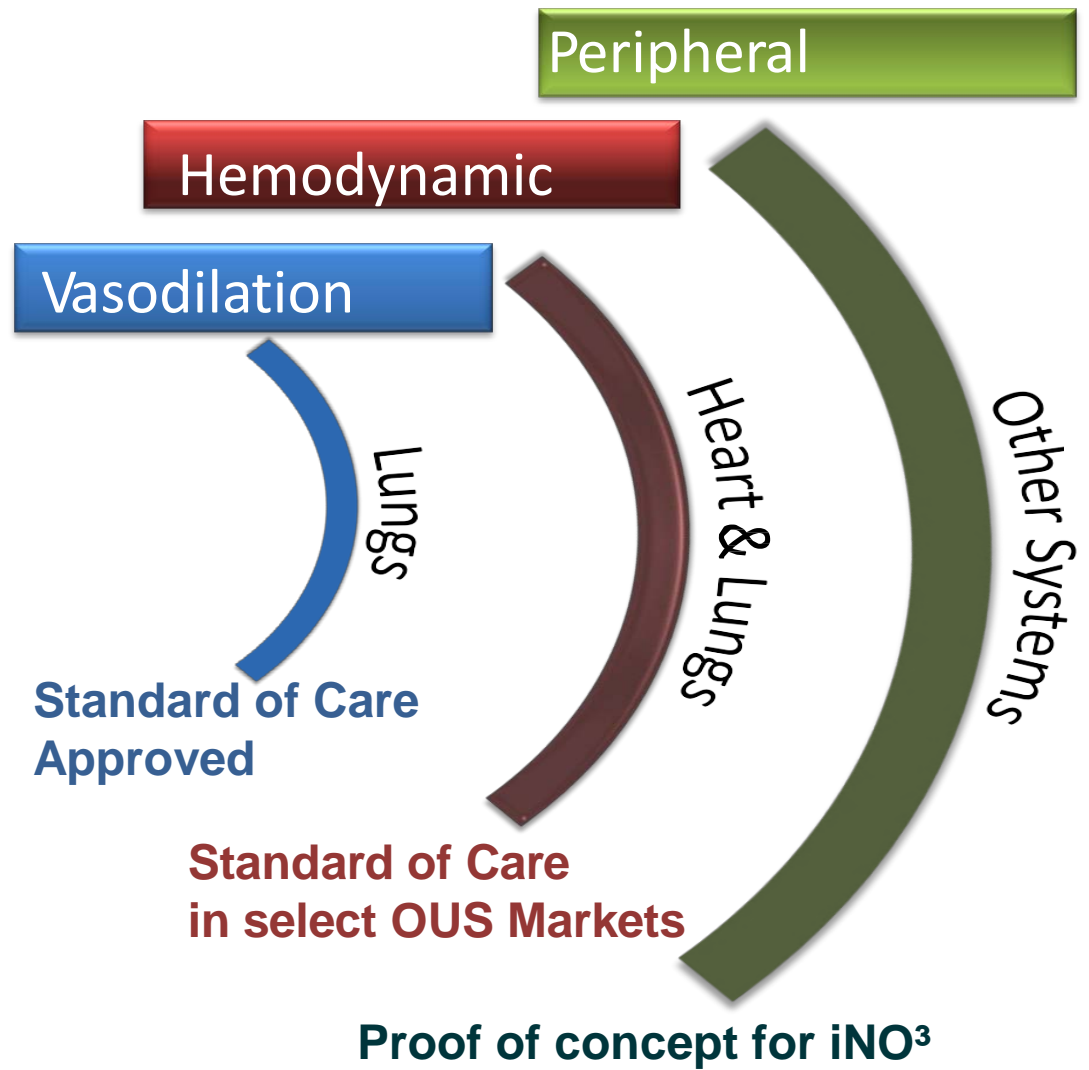 Peripheral
Hemodynamic
Vasodilation
Lungs
Heart & Lungs
Other Systems
Standard of Care
Approved
Standard of Care
in select OUS Markets
Proof of concept for iNO³